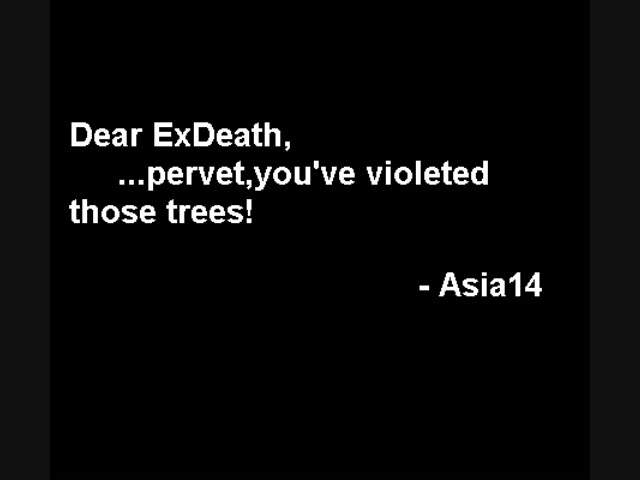 Dear ExDeath,
...pervet,you've violeted
those trees!
- Asia14